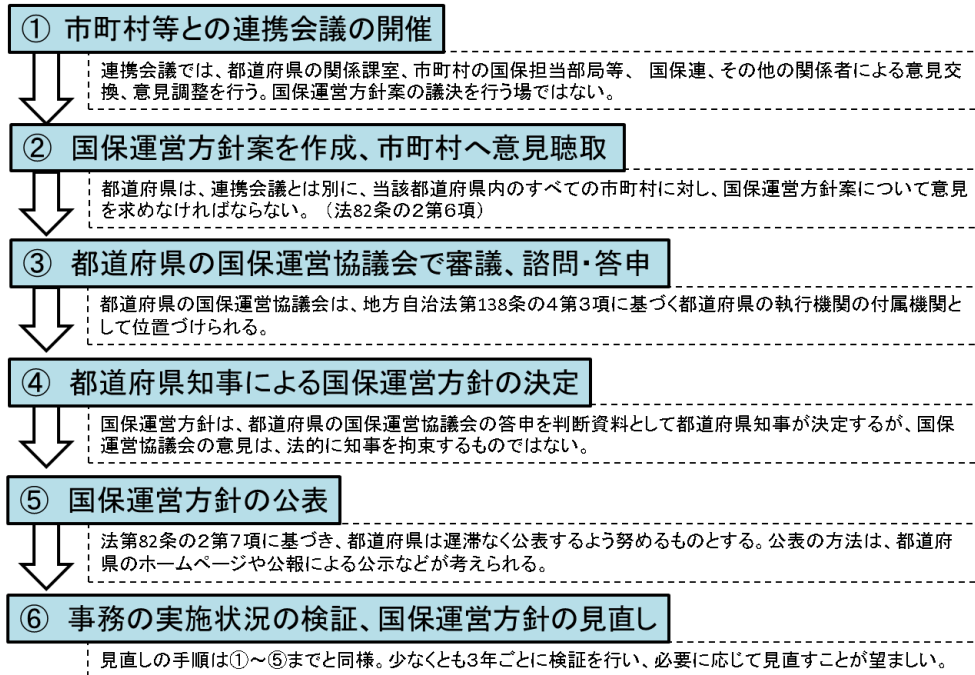 ① 市町村等との連携会議の開催
連携会議では、都道府県の関係課室、市町村の国保担当部局等、 国保連、その他の関係者による意見交
換、意見調整を行う。国保運営方針案の議決を行う場ではない。
② 国保運営方針案を作成、市町村へ意見聴取
都道府県は、連携会議とは別に、当該都道府県内のすべての市町村に対し、国保運営方針案について意見
を求めなければならない。（法82条の２第６項）
③ 都道府県の国保運営協議会で審議、諮問・答申
都道府県の国保運営協議会は、地方自治法第138条の４第３項に基づく都道府県の執行機関の付属機関と
して位置づけられる。
④ 都道府県知事による国保運営方針の決定
国保運営方針は、都道府県の国保運営協議会の答申を判断資料として都道府県知事が決定するが、国保
運営協議会の意見は、法的に知事を拘束するものではない。
⑤ 国保運営方針の公表
法第82条の２第７項に基づき、都道府県は遅滞なく公表するよう努めるものとする。公表の方法は、都道府
県のホームページや公報による公示などが考えられる。
⑥ 事務の実施状況の検証、国保運営方針の見直し
見直しの手順は①～⑤までと同様。少なくとも３年ごとに検証を行い、必要に応じて見直すことが望ましい。